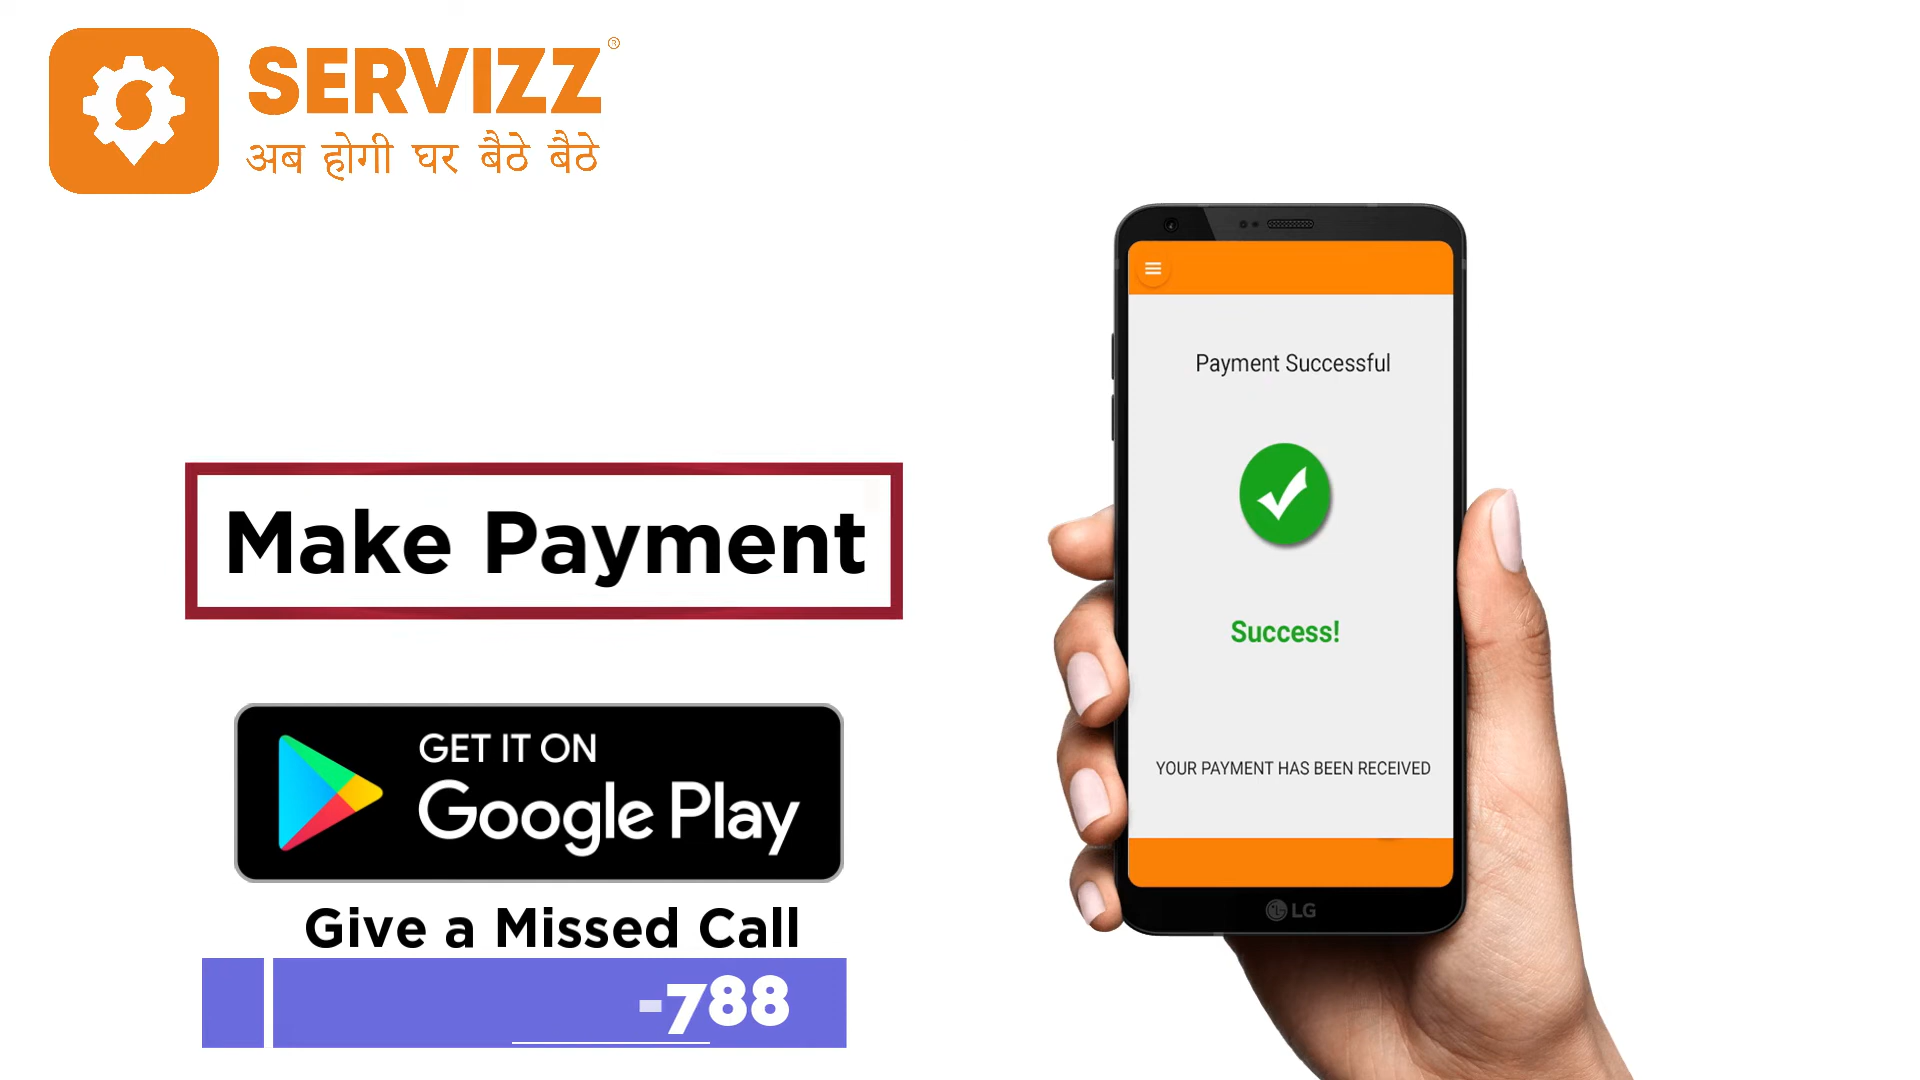 SERVIZZ®
अब होगी घर बैठे बैठे
Payment Successful
Make Payment
Success!
GET IT ON
Google Play
YOUR PAYMENT HAS BEEN RECEIVED
Give a Missed Call
LG
-788